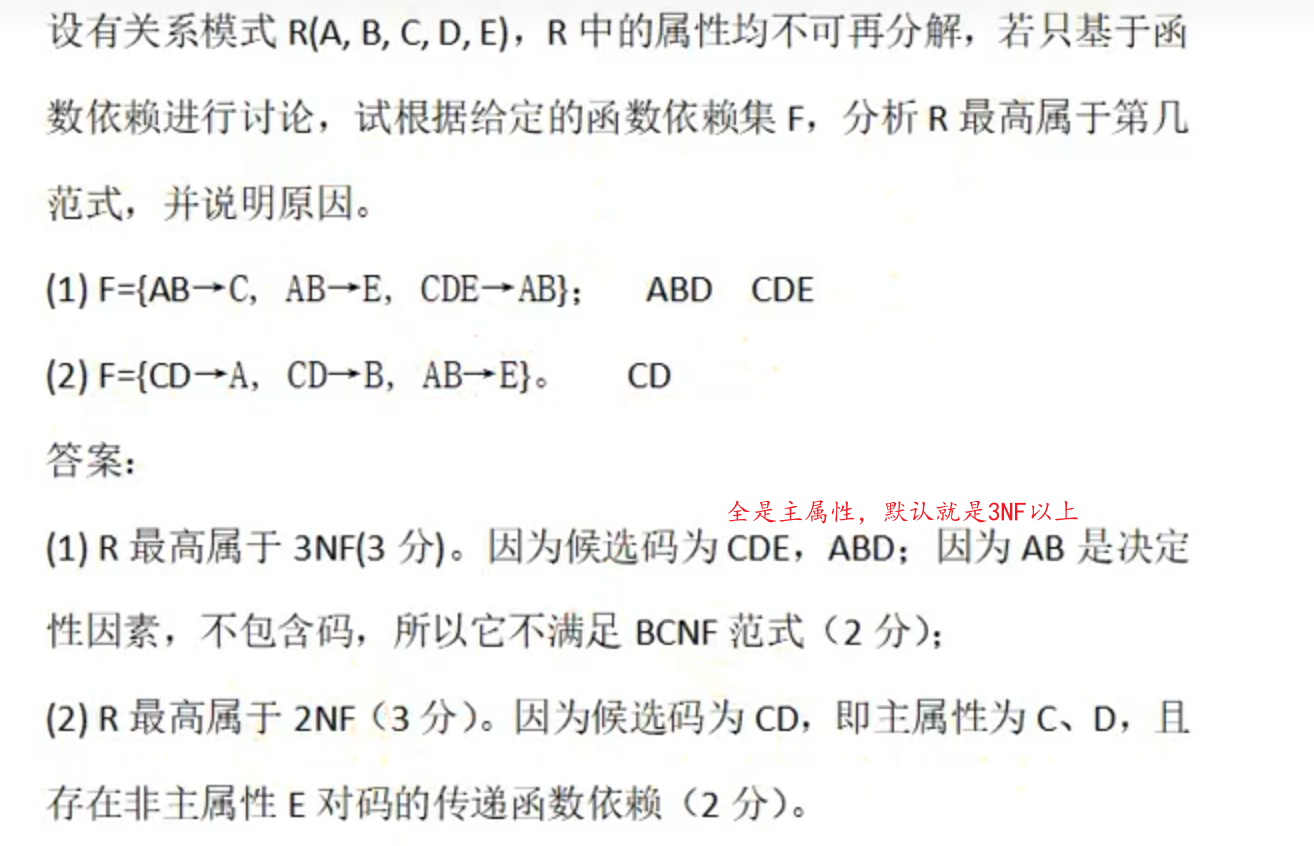 设有关系模式 R(A, B, C, D, E)，R 中的属性均不可再分解，若只基于函
数依赖进行讨论，试根据给定的函数依赖集 F，分析 R 最高属于第几
范式，并说明原因。
(1) F={AB→C, AB→E, CDE→AB}； ABD CDE
(2) F={CD→A, CD→B, AB→E}。 CD
答案：
全是主属性，默认就是3NF以上
(1) R 最高属于 3NF(3 分)。因为候选码为 CDE，ABD；因为 AB 是决定
性因素，不包含码，所以它不满足 BCNF 范式（2 分）；
(2) R 最高属于 2NF（3 分）。因为候选码为 CD，即主属性为 C、D，且
存在非主属性 E 对码的传递函数依赖（2 分）。